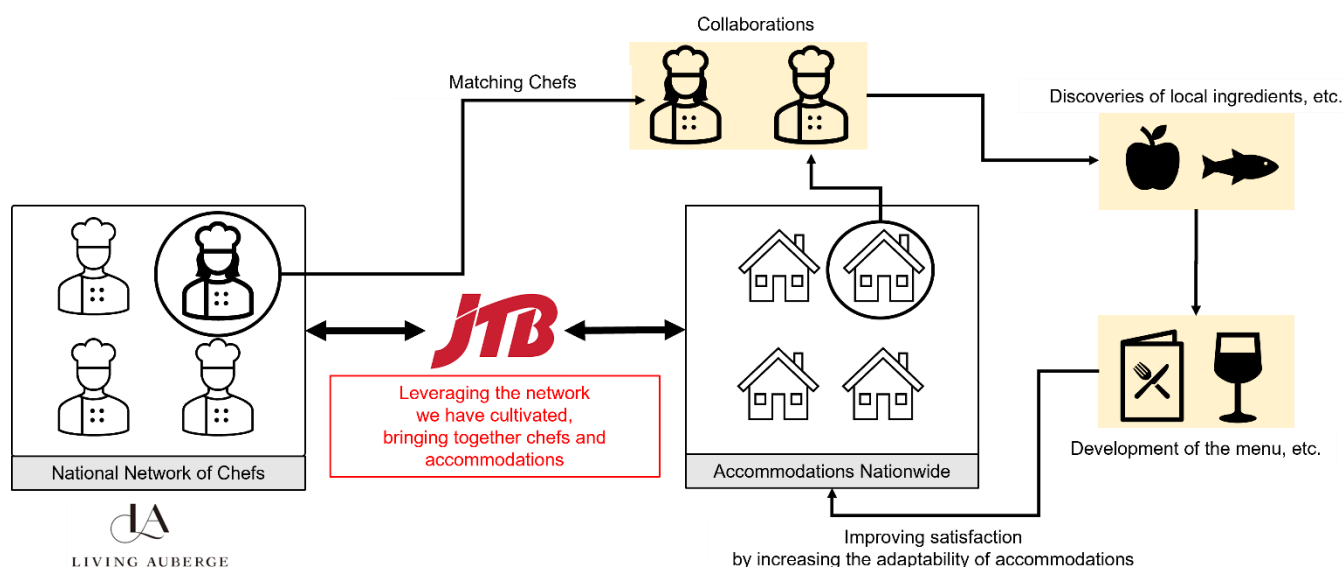 Collaborations
Matching Chefs
Discoveries of local ingredients, etc.
JTB
Leveraging the network
we have cultivated,
bringing together chefs and
accommodations
National Network of Chefs
Accommodations Nationwide
Development of the menu, etc.
LA
LIVING AUBERGE
Improving satisfaction
by increasing the adaptability of accommodations